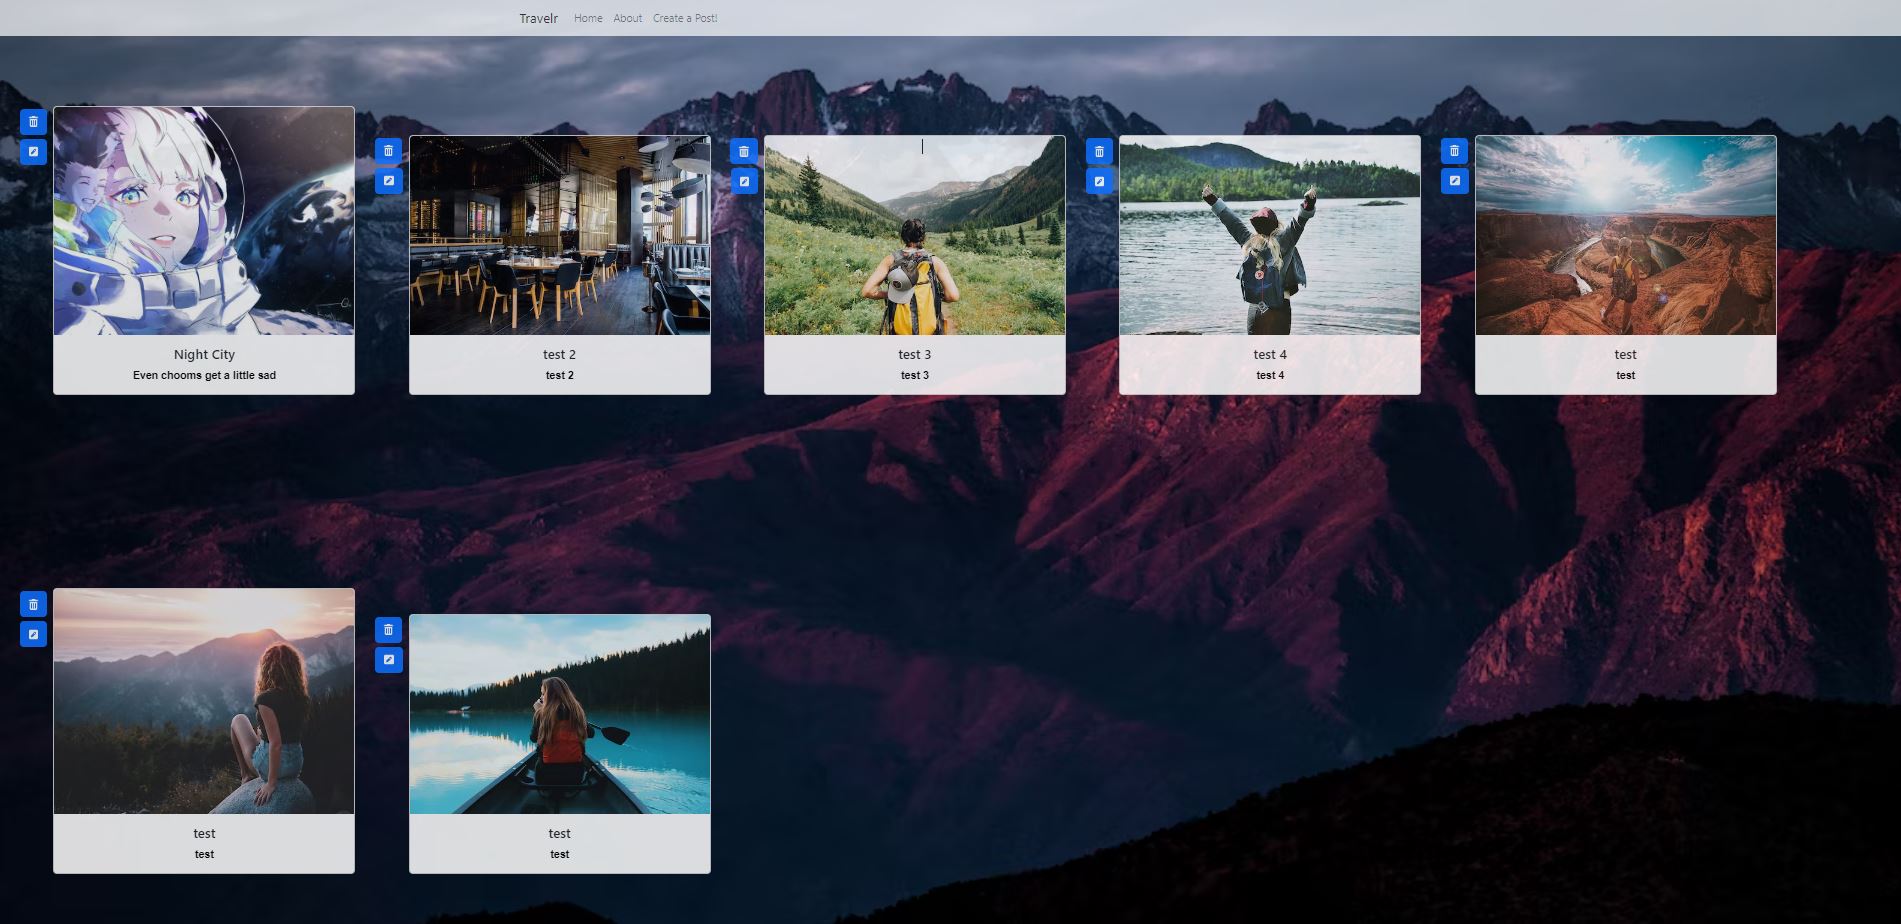 Travelr Home About Create a Post!
Night City
Even chooms get a little sad
test 2
test 2
test 3
test 3
test 4
test 4
test
test
test
test
test
test